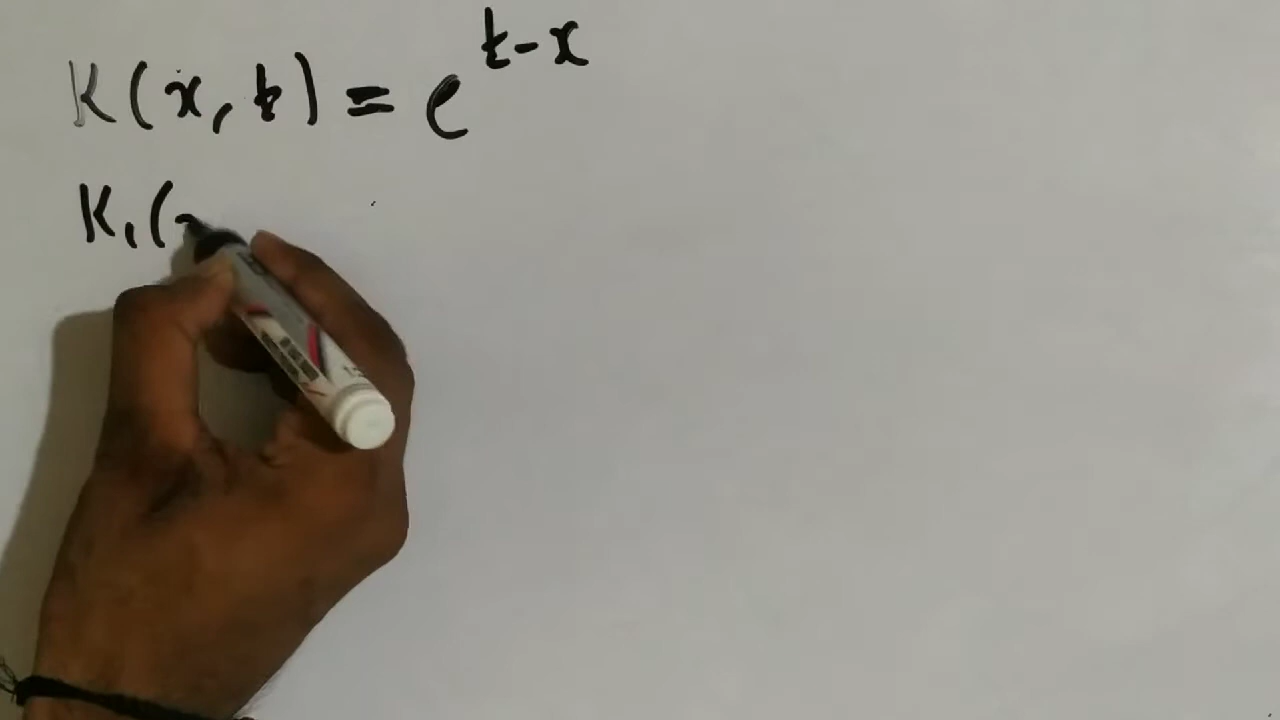 K(x, t) = e^{t-x}
K₁(